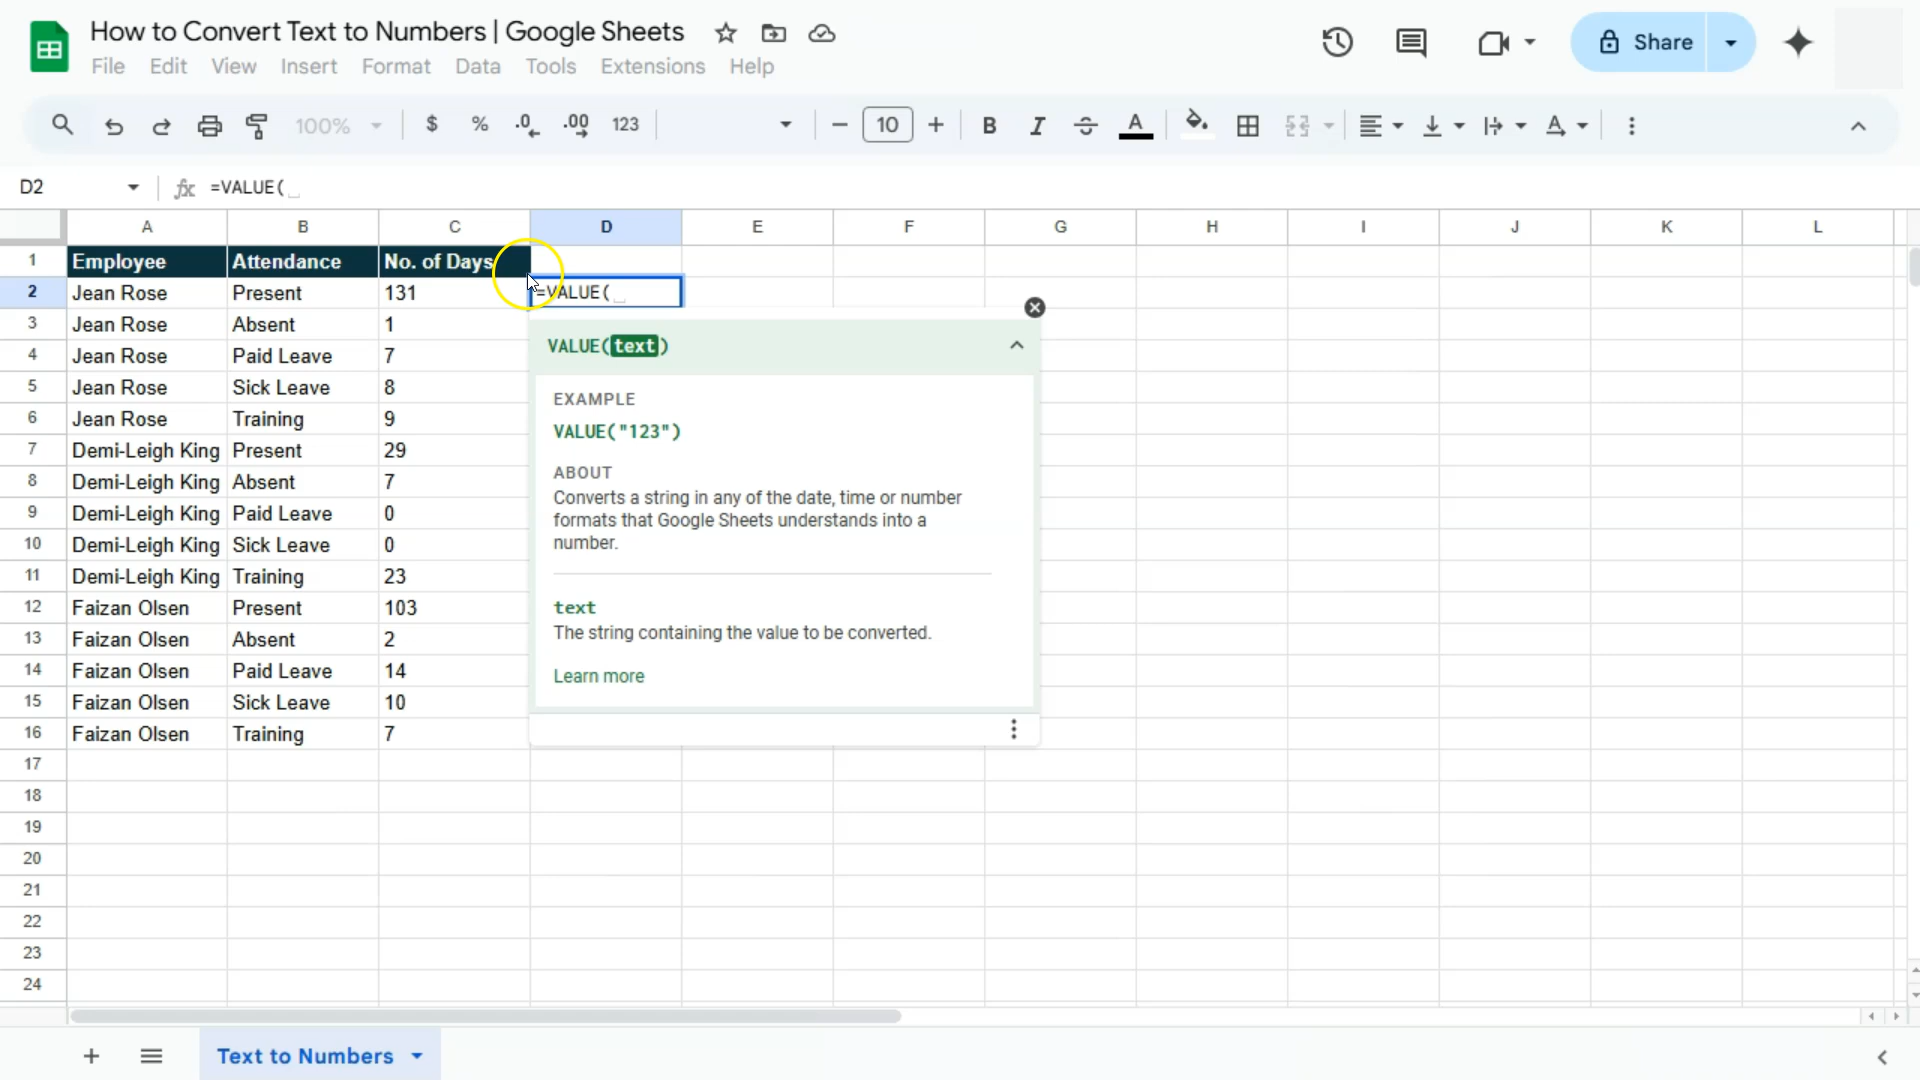 How to Convert Text to Numbers | Google Sheets
File Edit View Insert Format Data Tools Extensions Help
Share
100% $ % .0 .00 123 10 B I A A
D2 fx =VALUE(
A B C D E F G H I J K L
1 Employee Attendance No. of Days
2 Jean Rose Present 131 =VALUE(
3 Jean Rose Absent 1
4 Jean Rose Paid Leave 7
5 Jean Rose Sick Leave 8
6 Jean Rose Training 9
7 Demi-Leigh King Present 29
8 Demi-Leigh King Absent 7
9 Demi-Leigh King Paid Leave 0
10 Demi-Leigh King Sick Leave 0
11 Demi-Leigh King Training 23
12 Faizan Olsen Present 103
13 Faizan Olsen Absent 2
14 Faizan Olsen Paid Leave 14
15 Faizan Olsen Sick Leave 10
16 Faizan Olsen Training 7
17
18
19
20
21
22
23
24
VALUE(text)
EXAMPLE
VALUE("123")
ABOUT
Converts a string in any of the date, time or number
formats that Google Sheets understands into a
number.
text
The string containing the value to be converted.
Learn more
Text to Numbers